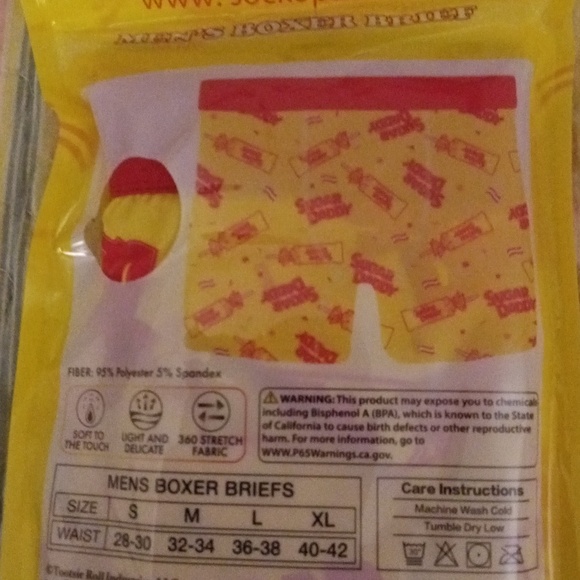 MEN'S BOXER BRIEF
Sugar Daddy
FIBER: 95% Polyester 5% Spandex
SOFT TO
THE TOUCH
LIGHT AND
DELICATE
360 STRETCH
FABRIC
⚠ WARNING: This product may expose you to chemicals
including Bisphenol A (BPA), which is known to the State
of California to cause birth defects or other reproductive
harm. For more information, go to
WWW.P65Warnings.ca.gov.
MENS BOXER BRIEFS
SIZE S M L XL
WAIST 28-30 32-34 36-38 40-42
Care Instructions
Machine Wash Cold
Tumble Dry Low
30°
©Tootsie Roll